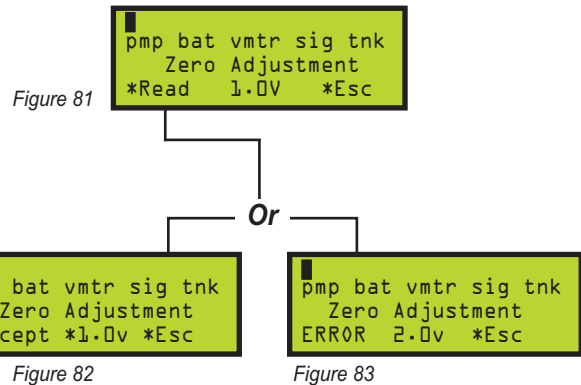 pmp bat vmtr sig tnk
Zero Adjustment
*Read 1.0V *Esc
Figure 81
Or
bat vmtr sig tnk
Zero Adjustment
cept *1.0v *Esc
Figure 82
pmp bat vmtr sig tnk
Zero Adjustment
ERROR 2.0v *Esc
Figure 83